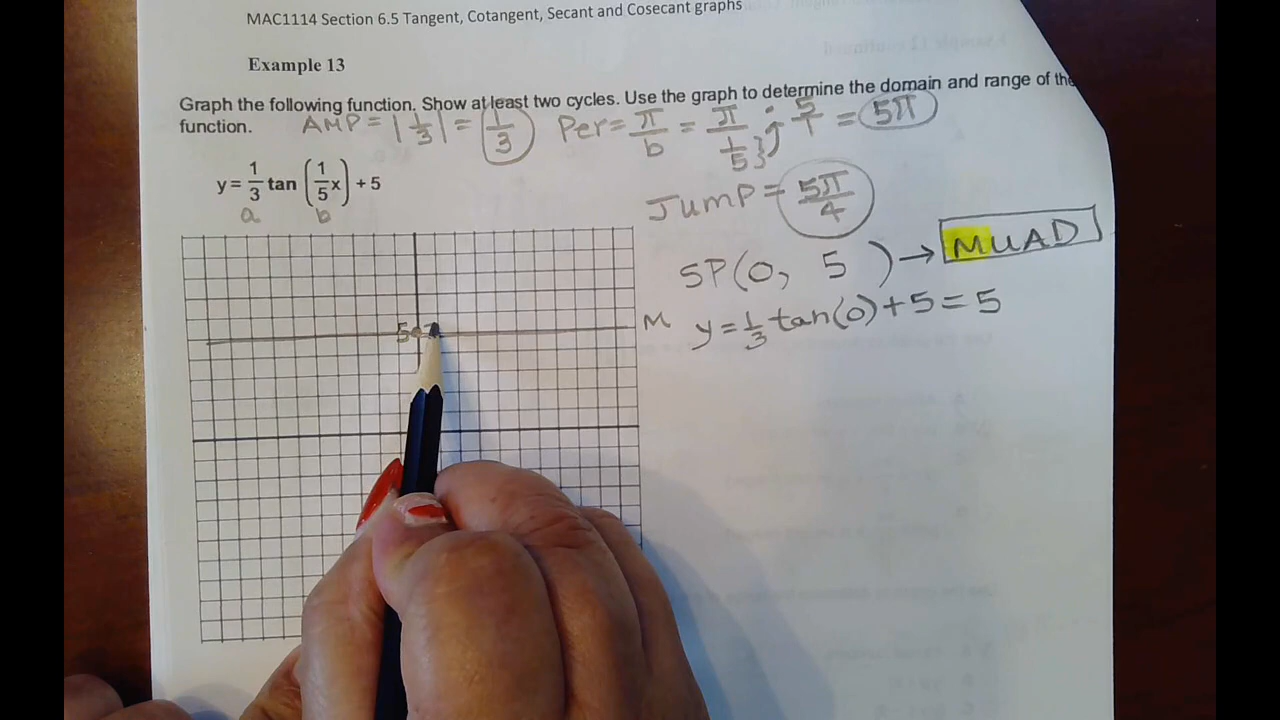 MAC1114 Section 6.5 Tangent, Cotangent, Secant and Cosecant graphs
Example 13
Graph the following function. Show at least two cycles. Use the graph to determine the domain and range of the
function. AMP = |1/3| = 1/3 Per = π/b = π/(1/5) ; 5/1 = 5π
y = 1/3 tan (1/5 x) + 5
a b
Jump = 5π/4
SP(0, 5) → MUAD
5 M
y = 1/3 tan(0) + 5 = 5